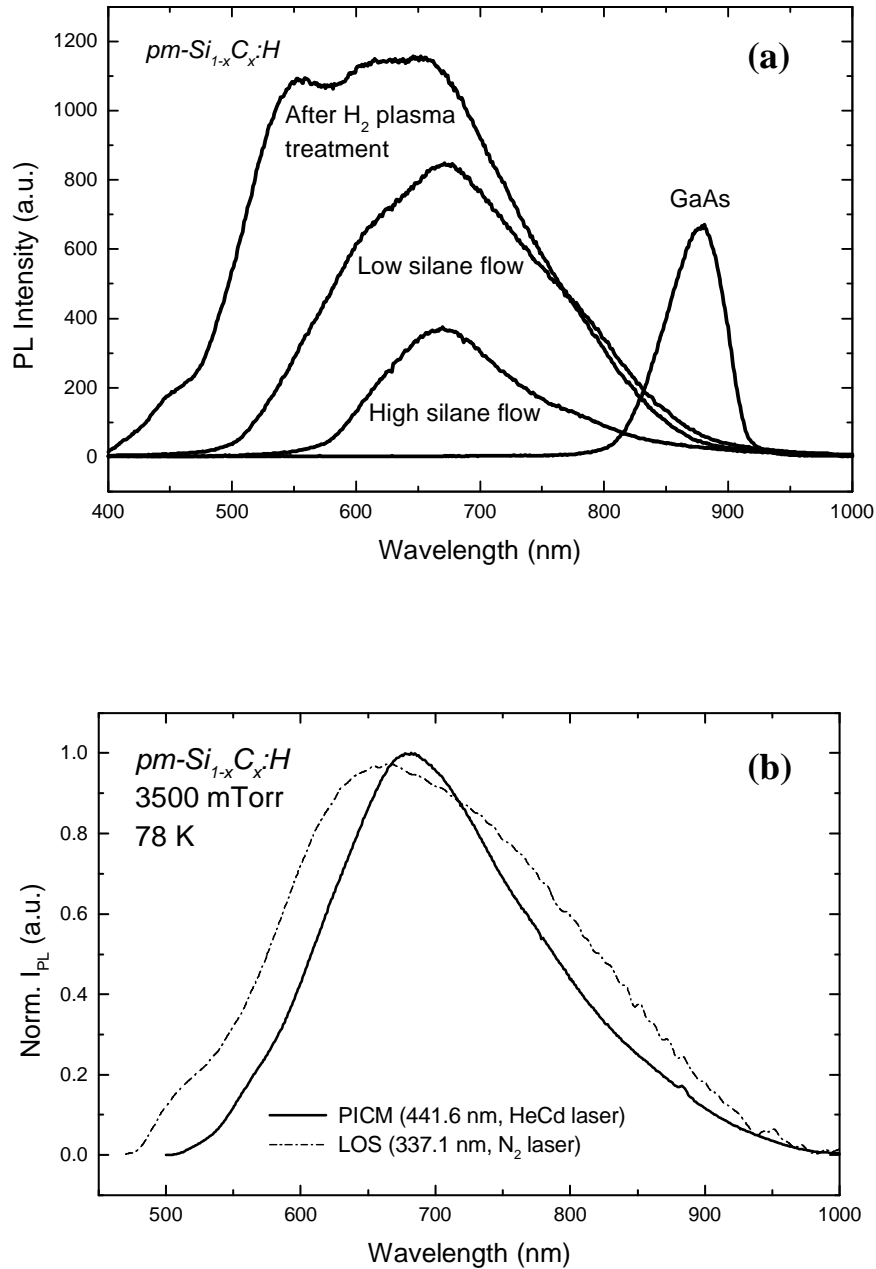 pm-Si1-xCx:H
(a)
After H2 plasma
treatment
GaAs
Low silane flow
High silane flow
PL Intensity (a.u.)
1200
1000
800
600
400
200
0
400 500 600 700 800 900 1000
Wavelength (nm)
pm-Si1-xCx:H
3500 mTorr
78 K
(b)
Norm. IPL (a.u.)
1.0
0.8
0.6
0.4
0.2
0.0
PICM (441.6 nm, HeCd laser)
LOS (337.1 nm, N2 laser)
500 600 700 800 900 1000
Wavelength (nm)